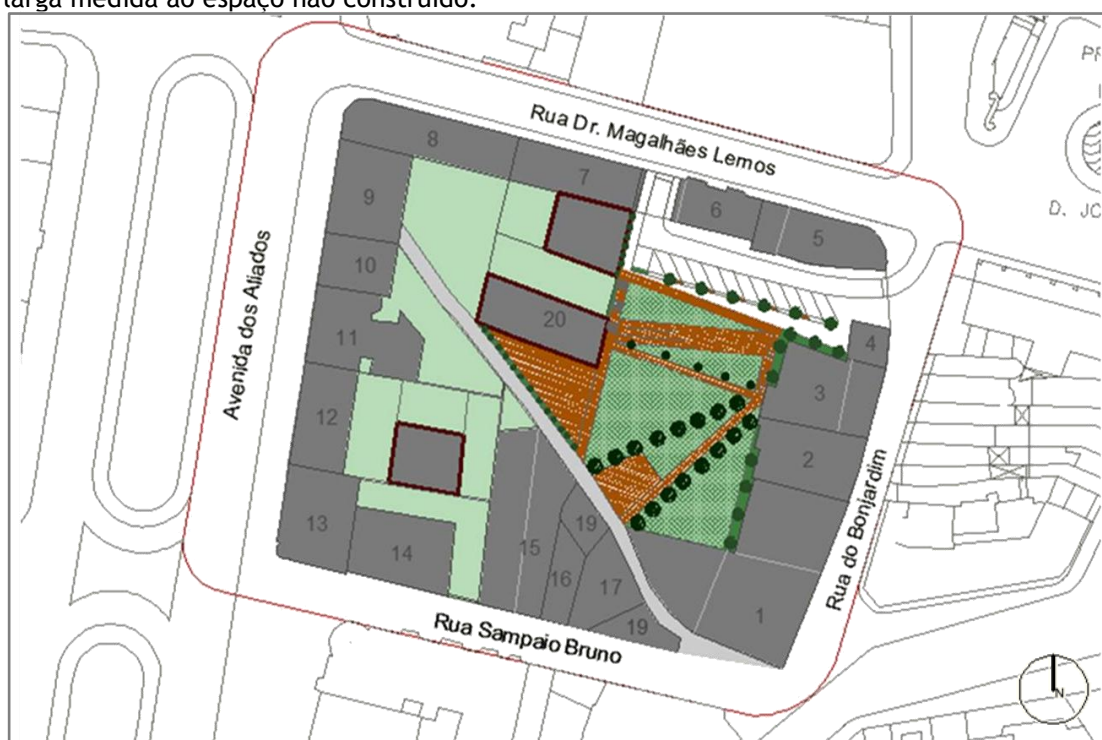 larga medida ao espaço não construído.
PR
Rua Dr. Magalhães Lemos
8
7
9
6
5
D. JO
10
20
4
Avenida dos Aliados
11
3
12
2
13
14
15
19
16
17
19
1
Rua do Bonjardim
Rua Sampaio Bruno
N